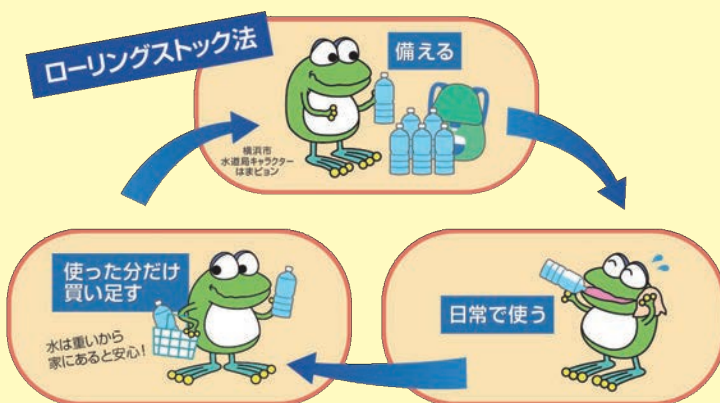 ローリングストック法
備える
横浜市
水道局キャラクター
はまピョン
日常で使う
使った分だけ
買い足す
水は重いから
家にあると安心！